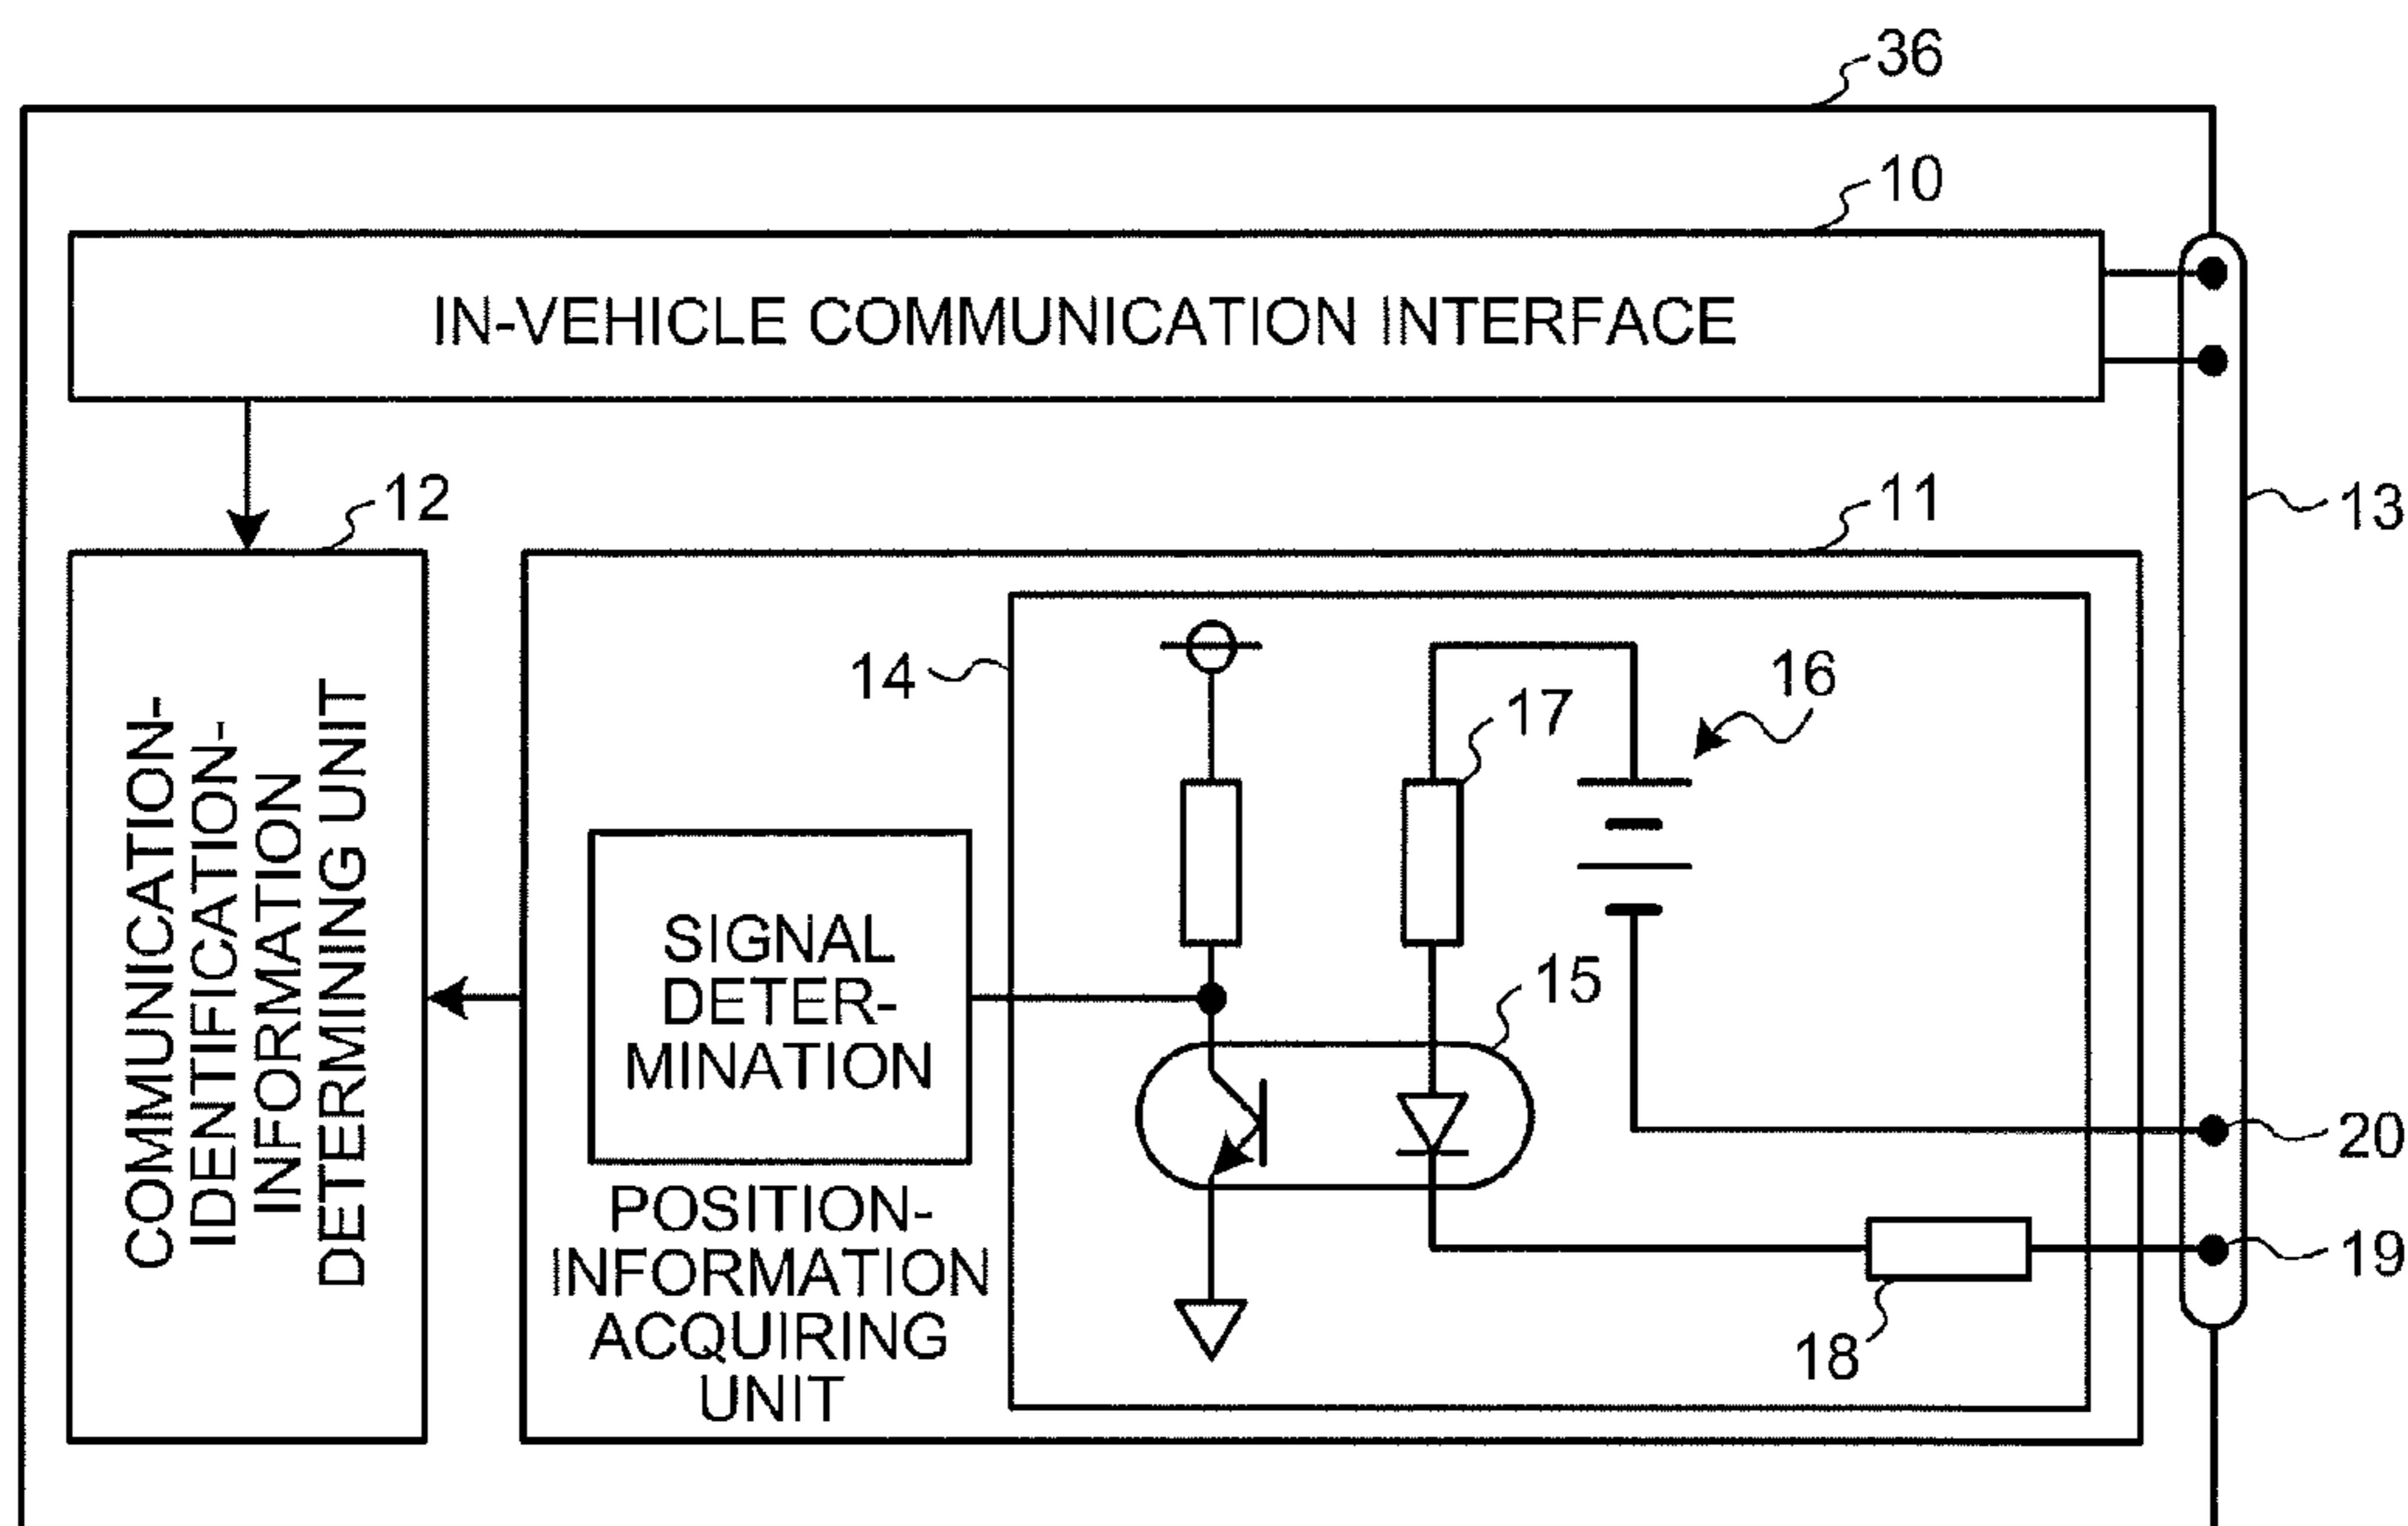 36
10
IN-VEHICLE COMMUNICATION INTERFACE
12
11
13
COMMUNICATION-
IDENTIFICATION-
INFORMATION
DETERMINING UNIT
14
17
16
SIGNAL
DETER-
MINATION
15
POSITION-
INFORMATION
ACQUIRING
UNIT
20
19
18